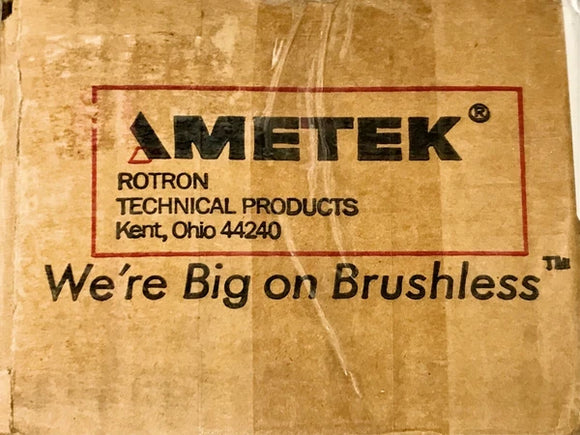 AMETEK®
ROTRON
TECHNICAL PRODUCTS
Kent, Ohio 44240
We're Big on Brushless™